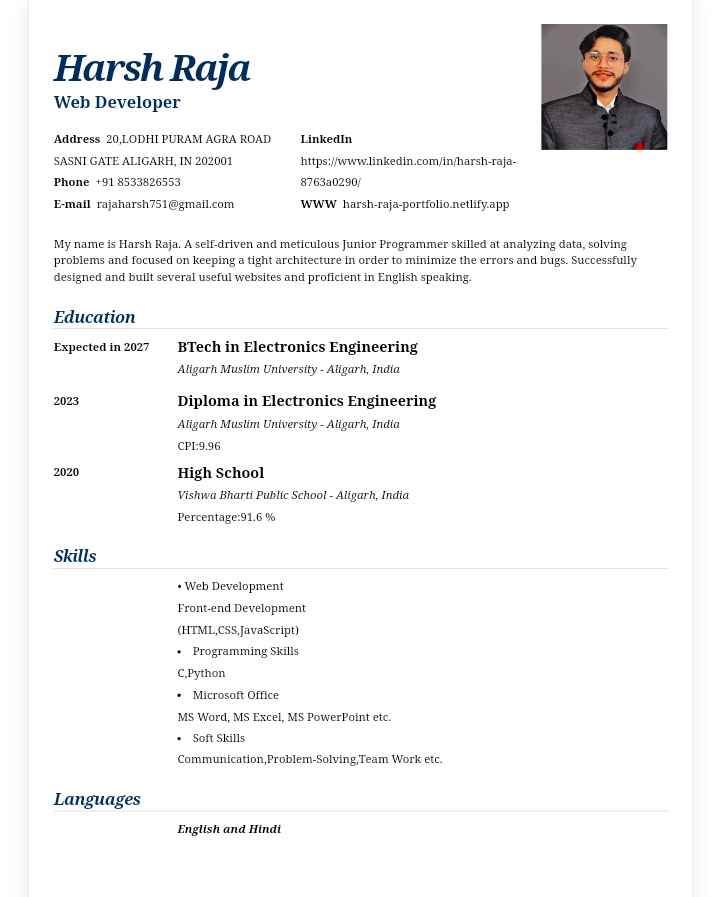 Harsh Raja
Web Developer
Address 20,LODHI PURAM AGRA ROAD
SASNI GATE ALIGARH, IN 202001
Phone +91 8533826553
E-mail rajaharsh751@gmail.com
LinkedIn
https://www.linkedin.com/in/harsh-raja-
8763a0290/
WWW harsh-raja-portfolio.netlify.app
My name is Harsh Raja. A self-driven and meticulous Junior Programmer skilled at analyzing data, solving
problems and focused on keeping a tight architecture in order to minimize the errors and bugs. Successfully
designed and built several useful websites and proficient in English speaking.
Education
Expected in 2027 BTech in Electronics Engineering
Aligarh Muslim University - Aligarh, India
2023 Diploma in Electronics Engineering
Aligarh Muslim University - Aligarh, India
CPI:9.96
2020 High School
Vishwa Bharti Public School - Aligarh, India
Percentage:91.6 %
Skills
• Web Development
Front-end Development
(HTML,CSS,JavaScript)
• Programming Skills
C,Python
• Microsoft Office
MS Word, MS Excel, MS PowerPoint etc.
• Soft Skills
Communication,Problem-Solving,Team Work etc.
Languages
English and Hindi